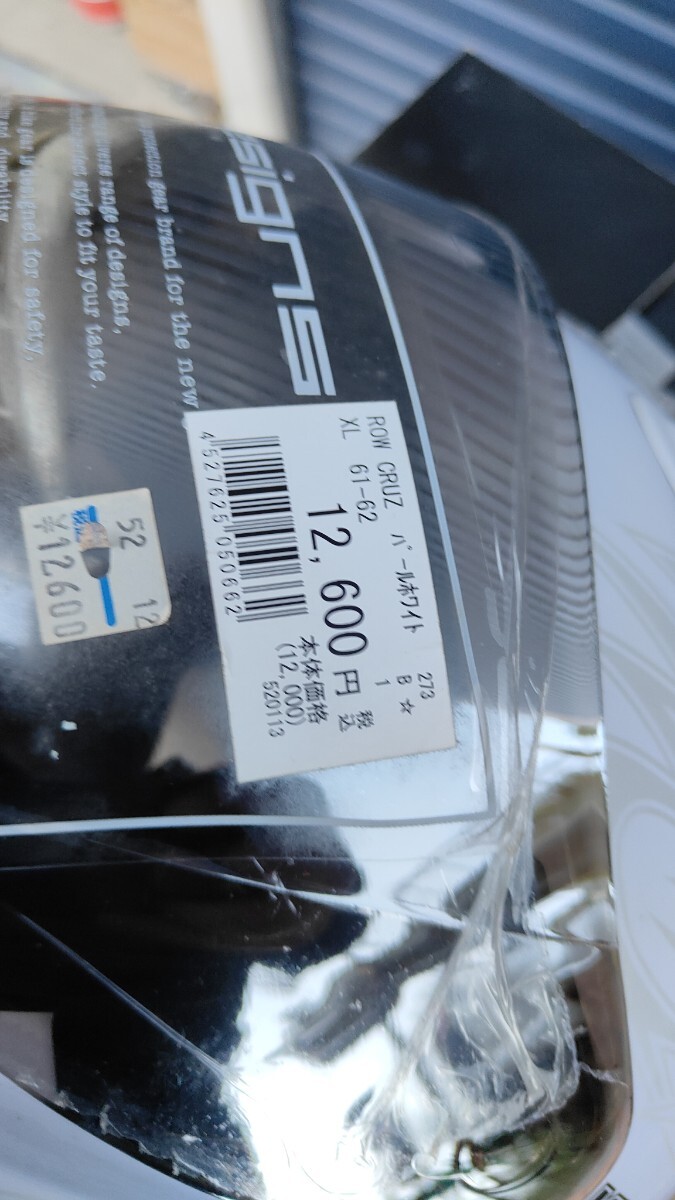 signs
protection gear brand for the new
range of designs,
style to fit your taste.
designed for safety,
durability
ROW CRUZ パールホワイト 273
XL 61-62 B ☆
1
12,600円 税込
本体価格
(12,000)
520113
4527625050662
52 12
¥12600